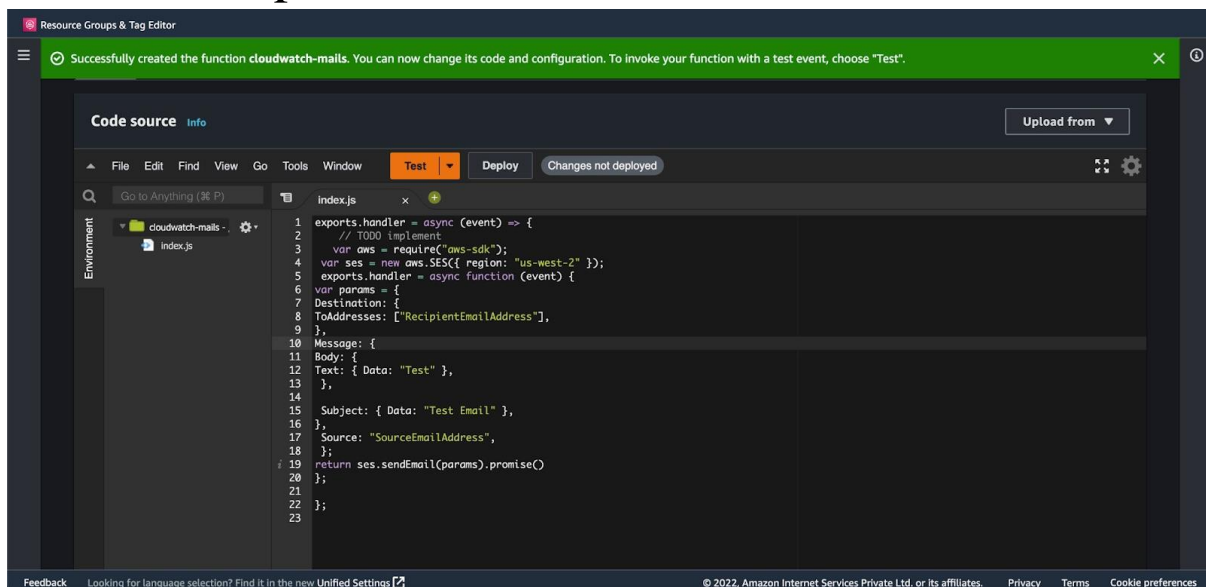 Resource Groups & Tag Editor
Successfully created the function cloudwatch-mails. You can now change its code and configuration. To invoke your function with a test event, choose "Test".
Code source Info
Upload from
File Edit Find View Go Tools Window Test Deploy Changes not deployed
Go to Anything (⌘ P)
index.js
Environment
cloudwatch-mails -
index.js
1 exports.handler = async (event) => {
2 // TODO implement
3 var aws = require("aws-sdk");
4 var ses = new aws.SES({ region: "us-west-2" });
5 exports.handler = async function (event) {
6 var params = {
7 Destination: {
8 ToAddresses: ["RecipientEmailAddress"],
9 },
10 Message: {
11 Body: {
12 Text: { Data: "Test" },
13 },
14
15 Subject: { Data: "Test Email" },
16 },
17 Source: "SourceEmailAddress",
18 };
i 19 return ses.sendEmail(params).promise()
20 };
21
22 };
23
Feedback Looking for language selection? Find it in the new Unified Settings © 2022, Amazon Internet Services Private Ltd. or its affiliates. Privacy Terms Cookie preferences